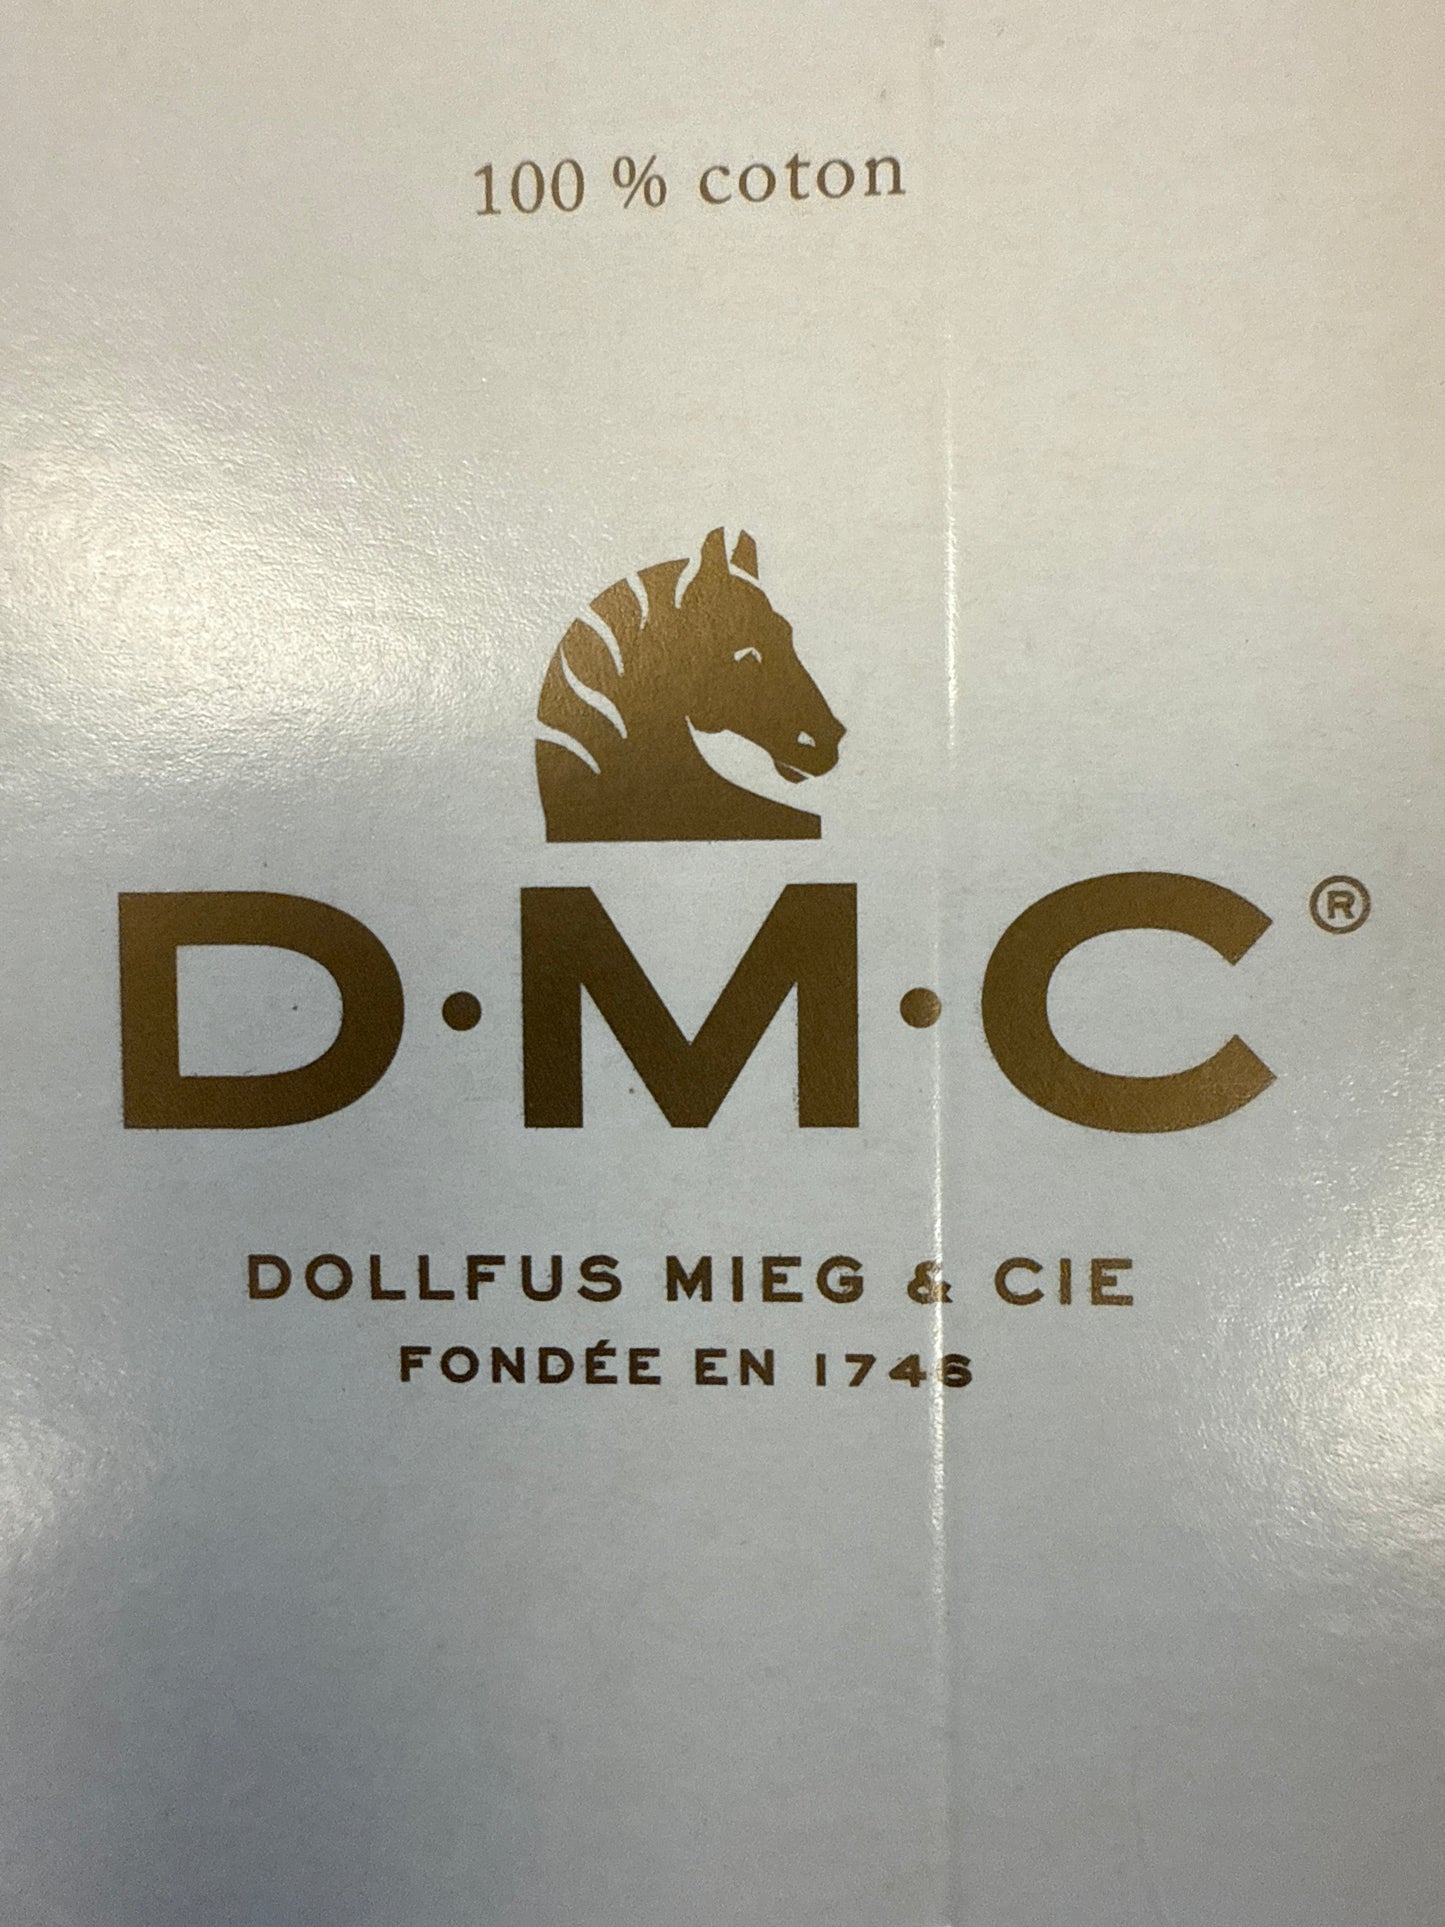 100 % coton
D·M·C®
DOLLFUS MIEG & CIE
FONDÉE EN 1746